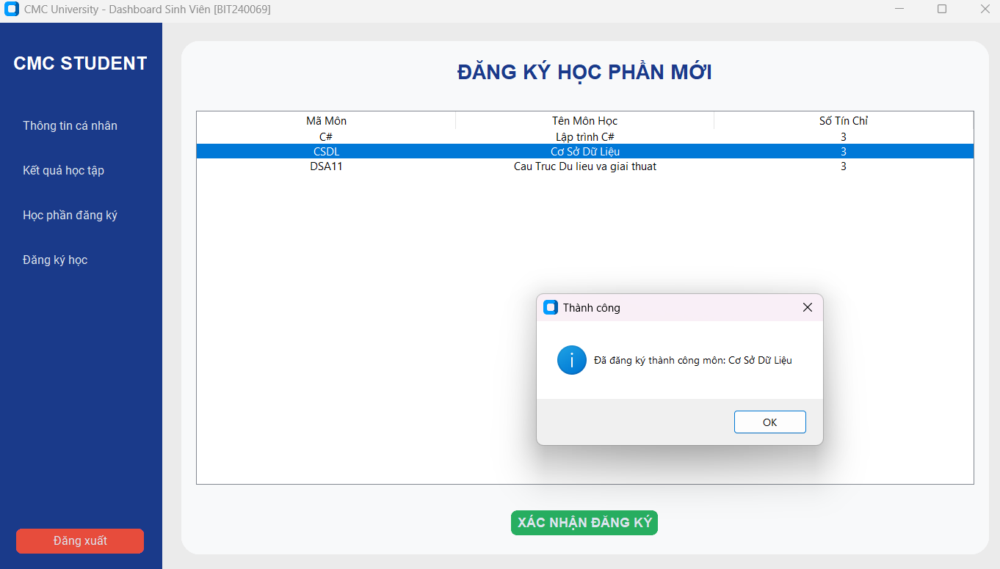 CMC University - Dashboard Sinh Viên [BIT240069]
CMC STUDENT
Thông tin cá nhân
Kết quả học tập
Học phần đăng ký
Đăng ký học
Đăng xuất
ĐĂNG KÝ HỌC PHẦN MỚI
Mã Môn Tên Môn Học Số Tín Chỉ
C# Lập trình C# 3
CSDL Cơ Sở Dữ Liệu 3
DSA11 Cau Truc Du lieu va giai thuat 3
Thành công
Đã đăng ký thành công môn: Cơ Sở Dữ Liệu
OK
XÁC NHẬN ĐĂNG KÝ